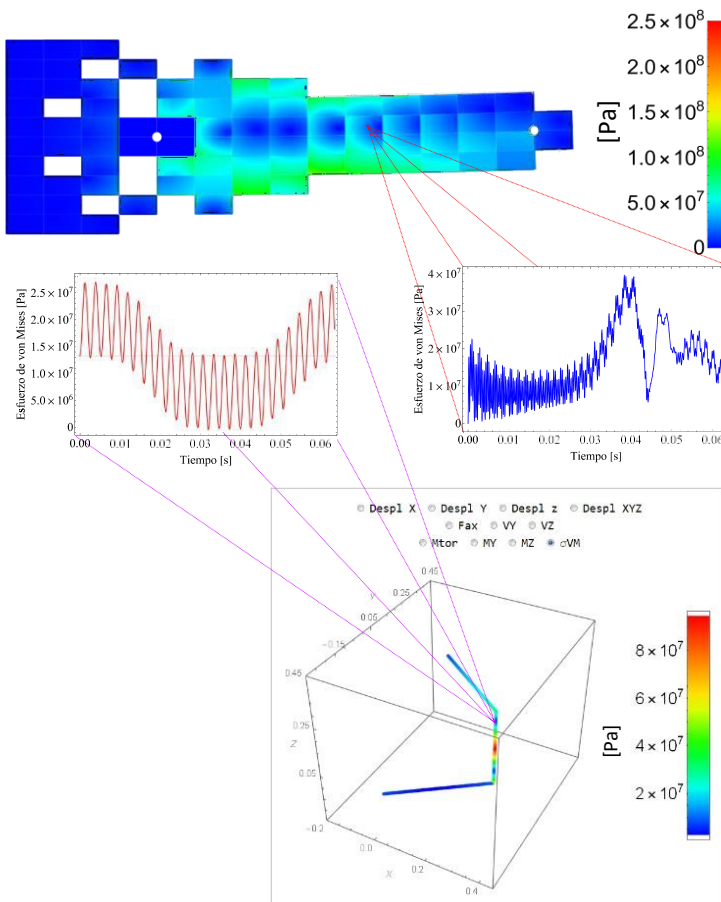 2.5×10⁸
2.0×10⁸
1.5×10⁸
1.0×10⁸
5.0×10⁷
0
[Pa]
Esfuerzo de von Mises [Pa]
2.5×10⁷
2.0×10⁷
1.5×10⁷
1.0×10⁷
5.0×10⁶
0
0.00 0.01 0.02 0.03 0.04 0.05 0.06
Tiempo [s]
Esfuerzo de von Mises [Pa]
4×10⁷
3×10⁷
2×10⁷
1×10⁷
0
0.00 0.01 0.02 0.03 0.04 0.05 0.06
Tiempo [s]
Despl X Despl Y Despl z Despl XYZ
Fax VY VZ
Mtor MY MZ σVM
0.45
0.25
Y
0.05
-0.15
0.45
0.25
Z
0.05
-0.2
0.0
0.2
X
0.4
8×10⁷
6×10⁷
4×10⁷
2×10⁷
[Pa]